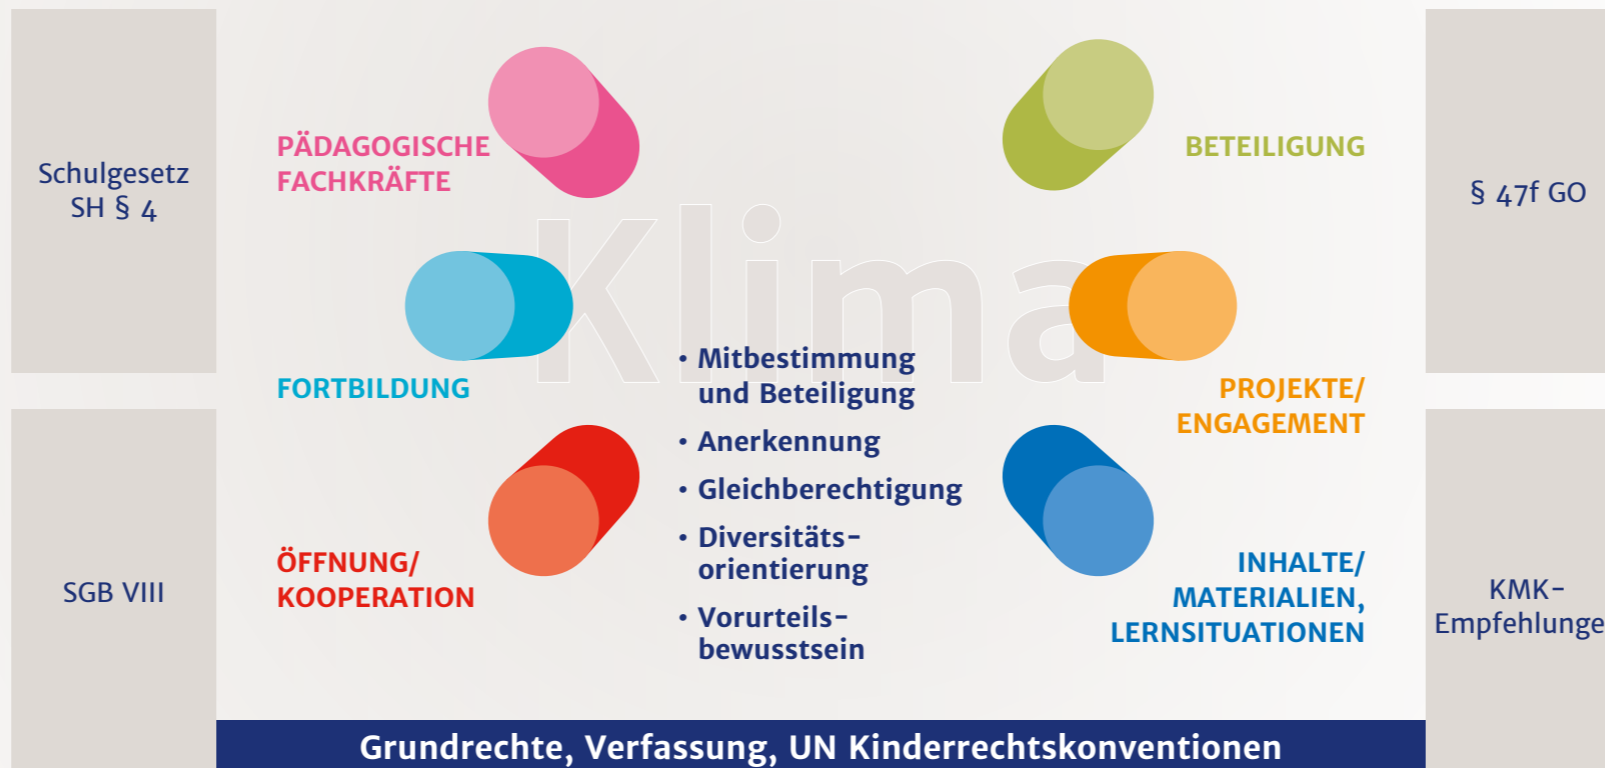 Schulgesetz
SH § 4
SGB VIII
PÄDAGOGISCHE
FACHKRÄFTE
FORTBILDUNG
ÖFFNUNG/
KOOPERATION
Klima
• Mitbestimmung
und Beteiligung
• Anerkennung
• Gleichberechtigung
• Diversitäts-
orientierung
• Vorurteils-
bewusstsein
BETEILIGUNG
PROJEKTE/
ENGAGEMENT
INHALTE/
MATERIALIEN,
LERNSITUATIONEN
§ 47f GO
KMK-
Empfehlunge
Grundrechte, Verfassung, UN Kinderrechtskonventionen